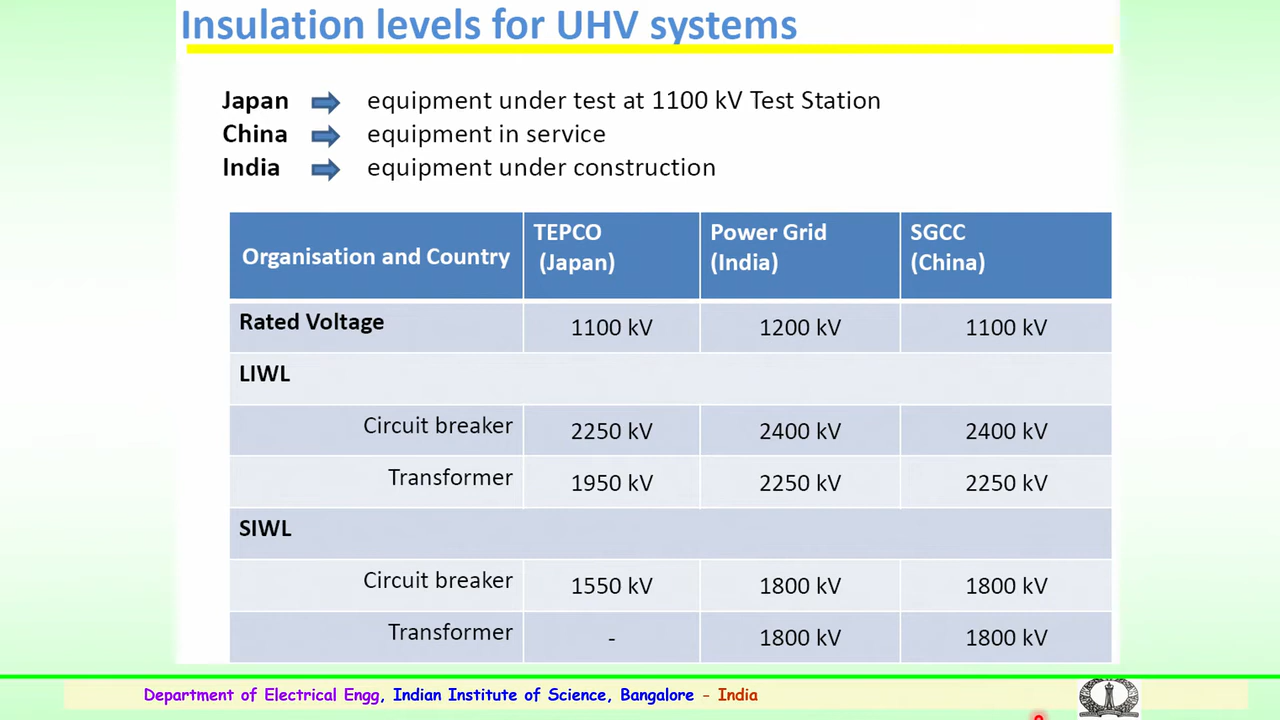 Insulation levels for UHV systems
Japan equipment under test at 1100 kV Test Station
China equipment in service
India equipment under construction
Organisation and Country TEPCO (Japan) Power Grid (India) SGCC (China)
Rated Voltage 1100 kV 1200 kV 1100 kV
LIWL
Circuit breaker 2250 kV 2400 kV 2400 kV
Transformer 1950 kV 2250 kV 2250 kV
SIWL
Circuit breaker 1550 kV 1800 kV 1800 kV
Transformer - 1800 kV 1800 kV
Department of Electrical Engg, Indian Institute of Science, Bangalore - India